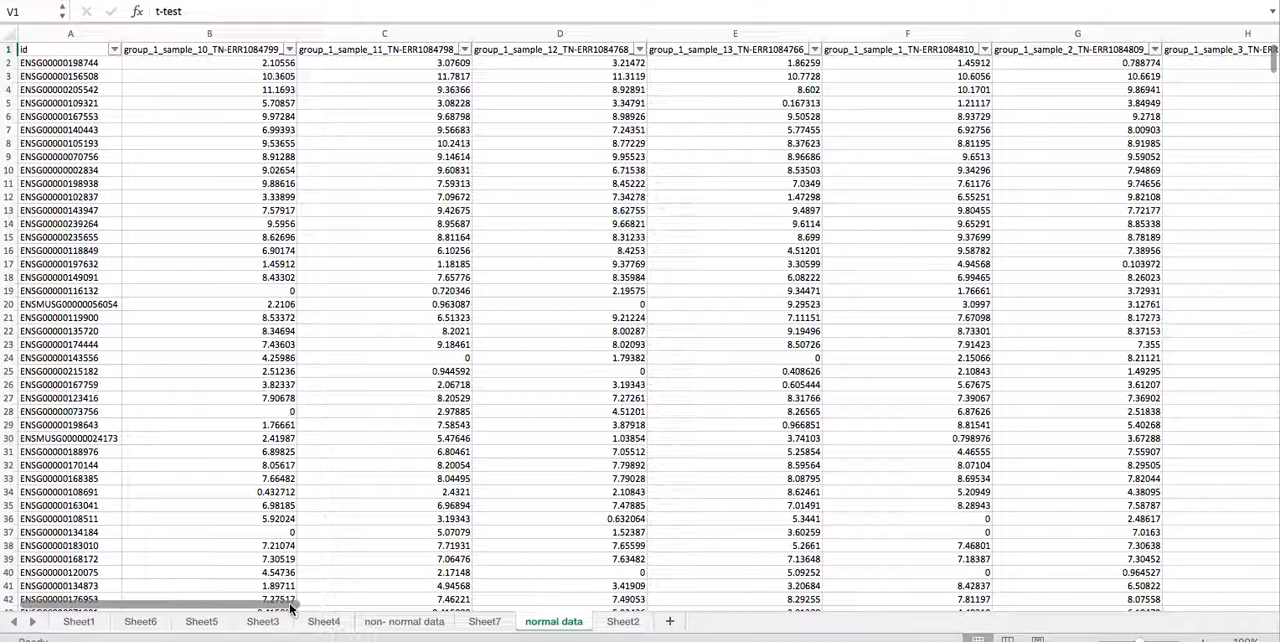 V1 fx t-test
A B C D E F G H
1 id group_1_sample_10_TN-ERR1084799_ group_1_sample_11_TN-ERR1084798_ group_1_sample_12_TN-ERR1084768_ group_1_sample_13_TN-ERR1084766_ group_1_sample_1_TN-ERR1084810_ group_1_sample_2_TN-ERR1084809_ group_1_sample_3_TN-ERR
2 ENSG00000198744 2.10556 3.07609 3.21472 1.86259 1.45912 0.788774
3 ENSG00000156508 10.3605 11.7817 11.3119 10.7728 10.6056 10.6619
4 ENSG00000205542 11.1693 9.36366 8.92891 8.602 10.1701 9.86941
5 ENSG00000109321 5.70857 3.08228 3.34791 0.167313 1.21117 3.84949
6 ENSG00000167553 9.97284 9.68798 8.98926 9.50528 8.93729 9.2718
7 ENSG00000140443 6.99393 9.56683 7.24351 5.77455 6.92756 8.00903
8 ENSG00000105193 9.53655 10.2413 8.77229 8.37623 8.81195 8.91985
9 ENSG00000070756 8.91288 9.14614 9.95523 8.96686 9.6513 9.59052
10 ENSG00000002834 9.02654 9.60831 6.71538 8.53503 9.34296 7.94869
11 ENSG00000198938 9.88616 7.59313 8.45222 7.0349 7.61176 9.74656
12 ENSG00000102837 3.33899 7.09672 7.34278 1.47298 6.55251 9.82108
13 ENSG00000143947 7.57917 9.42675 8.62755 9.4897 9.80455 7.72177
14 ENSG00000239264 9.5956 8.95687 9.66821 9.6114 9.65291 8.85338
15 ENSG00000235655 8.62696 8.81164 8.31233 8.699 9.37699 8.78189
16 ENSG00000118849 6.90174 6.10256 8.4253 4.51201 9.58782 7.38956
17 ENSG00000197632 1.45912 1.18185 9.37769 3.30599 4.94568 0.103972
18 ENSG00000149091 8.43302 7.65776 8.35984 6.08222 6.99465 8.26023
19 ENSG00000116132 0 0.720346 2.19575 9.34471 1.76661 3.72931
20 ENSMUSG00000056054 2.2106 0.963087 0 9.29523 3.0997 3.12761
21 ENSG00000119900 8.53372 6.51323 9.21224 7.11151 7.67098 8.17273
22 ENSG00000135720 8.34694 8.2021 8.00287 9.19496 8.73301 8.37153
23 ENSG00000174444 7.43603 9.18461 8.02093 8.50726 7.91423 7.355
24 ENSG00000143556 4.25986 0 1.79382 0 2.15066 8.21121
25 ENSG00000215182 2.51236 0.944592 0 0.408626 2.10843 1.49295
26 ENSG00000167759 3.82337 2.06718 3.19343 0.605444 5.67675 3.61207
27 ENSG00000123416 7.90678 8.20529 7.27261 8.31766 7.39067 7.36902
28 ENSG00000073756 0 2.97885 4.51201 8.26565 6.87626 2.51838
29 ENSG00000198643 1.76661 7.58543 3.87918 0.966851 8.81541 5.40268
30 ENSMUSG00000024173 2.41987 5.47646 1.03854 3.74103 0.798976 3.67288
31 ENSG00000188976 6.89825 6.80461 7.05512 5.25854 4.46555 7.55907
32 ENSG00000170144 8.05617 8.20054 7.79892 8.59564 8.07104 8.29505
33 ENSG00000168385 7.66482 8.04495 7.79028 8.08795 8.69534 7.82044
34 ENSG00000108691 0.432712 2.4321 2.10843 8.62461 5.20949 4.38095
35 ENSG00000163041 6.98185 6.96894 7.47885 7.01491 8.28943 7.58787
36 ENSG00000108511 5.92024 3.19343 0.632064 5.3441 0 2.48617
37 ENSG00000134184 0 5.07079 1.52387 3.60259 0 7.0163
38 ENSG00000183010 7.21074 7.71931 7.65599 5.2661 7.46801 7.30645
39 ENSG00000168172 7.30519 7.06476 7.63482 7.13648 7.18387 7.30452
40 ENSG00000120075 4.54736 2.17148 0 5.09252 0 0.964527
41 ENSG00000134873 1.89711 4.94568 3.41909 3.20684 8.42837 6.50822
42 ENSG00000176953 7.27517 7.46221 7.49053 8.29255 7.81197 8.07558
Sheet1 Sheet6 Sheet5 Sheet3 Sheet4 non- normal data Sheet7 normal data Sheet2 +